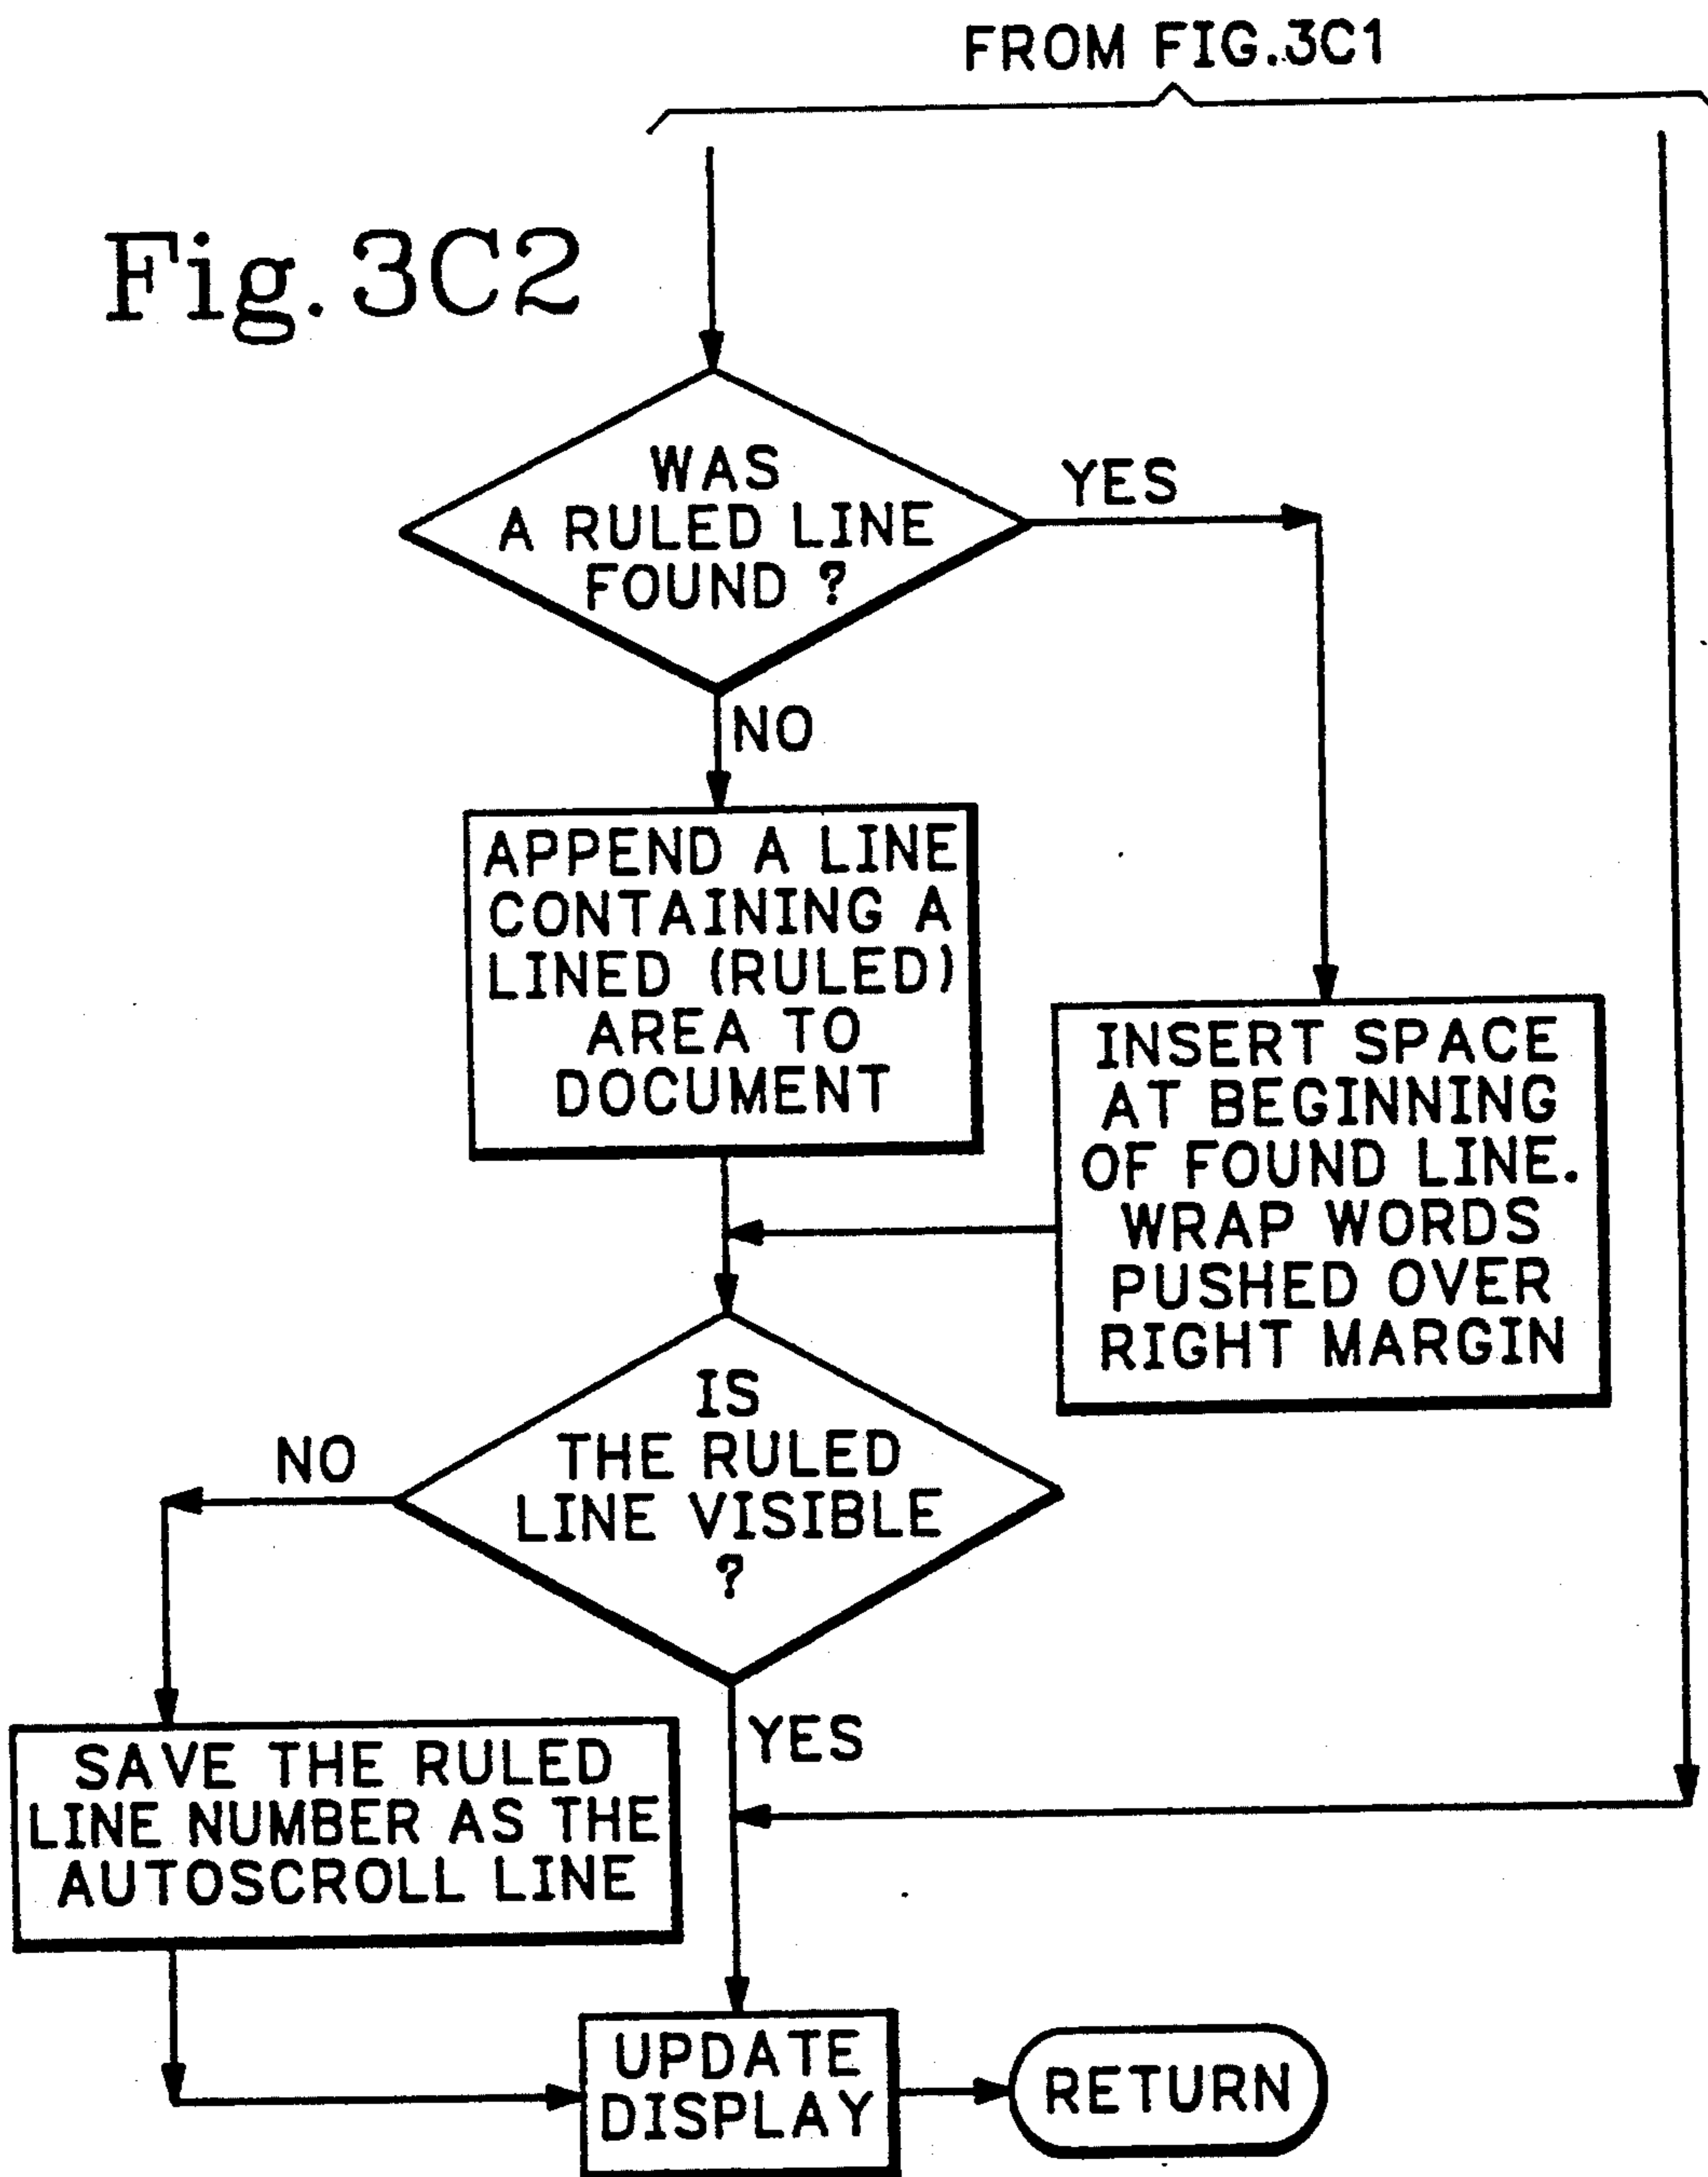 FROM FIG.3C1
Fig. 3C2
WAS
A RULED LINE
FOUND ?
YES
NO
APPEND A LINE
CONTAINING A
LINED (RULED)
AREA TO
DOCUMENT
INSERT SPACE
AT BEGINNING
OF FOUND LINE.
WRAP WORDS
PUSHED OVER
RIGHT MARGIN
IS
THE RULED
LINE VISIBLE
?
NO
YES
SAVE THE RULED
LINE NUMBER AS THE
AUTOSCROLL LINE
UPDATE
DISPLAY
RETURN